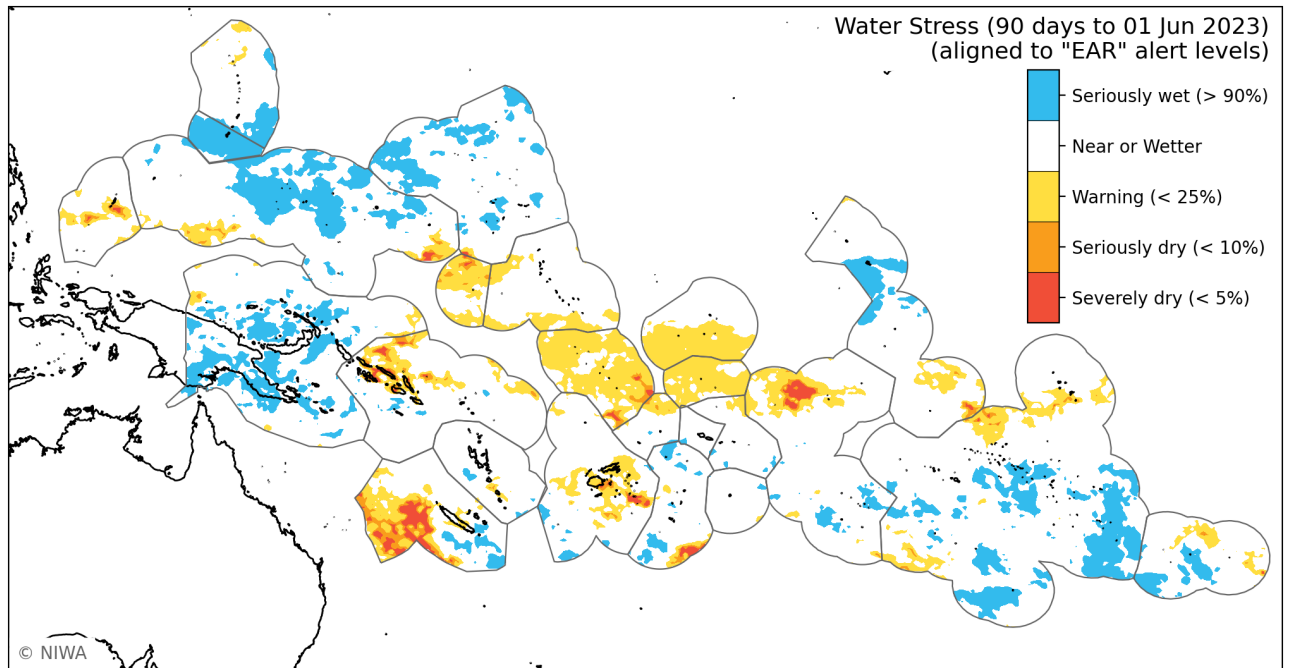 Water Stress (90 days to 01 Jun 2023)
(aligned to "EAR" alert levels)
Seriously wet (> 90%)
Near or Wetter
Warning (< 25%)
Seriously dry (< 10%)
Severely dry (< 5%)
© NIWA